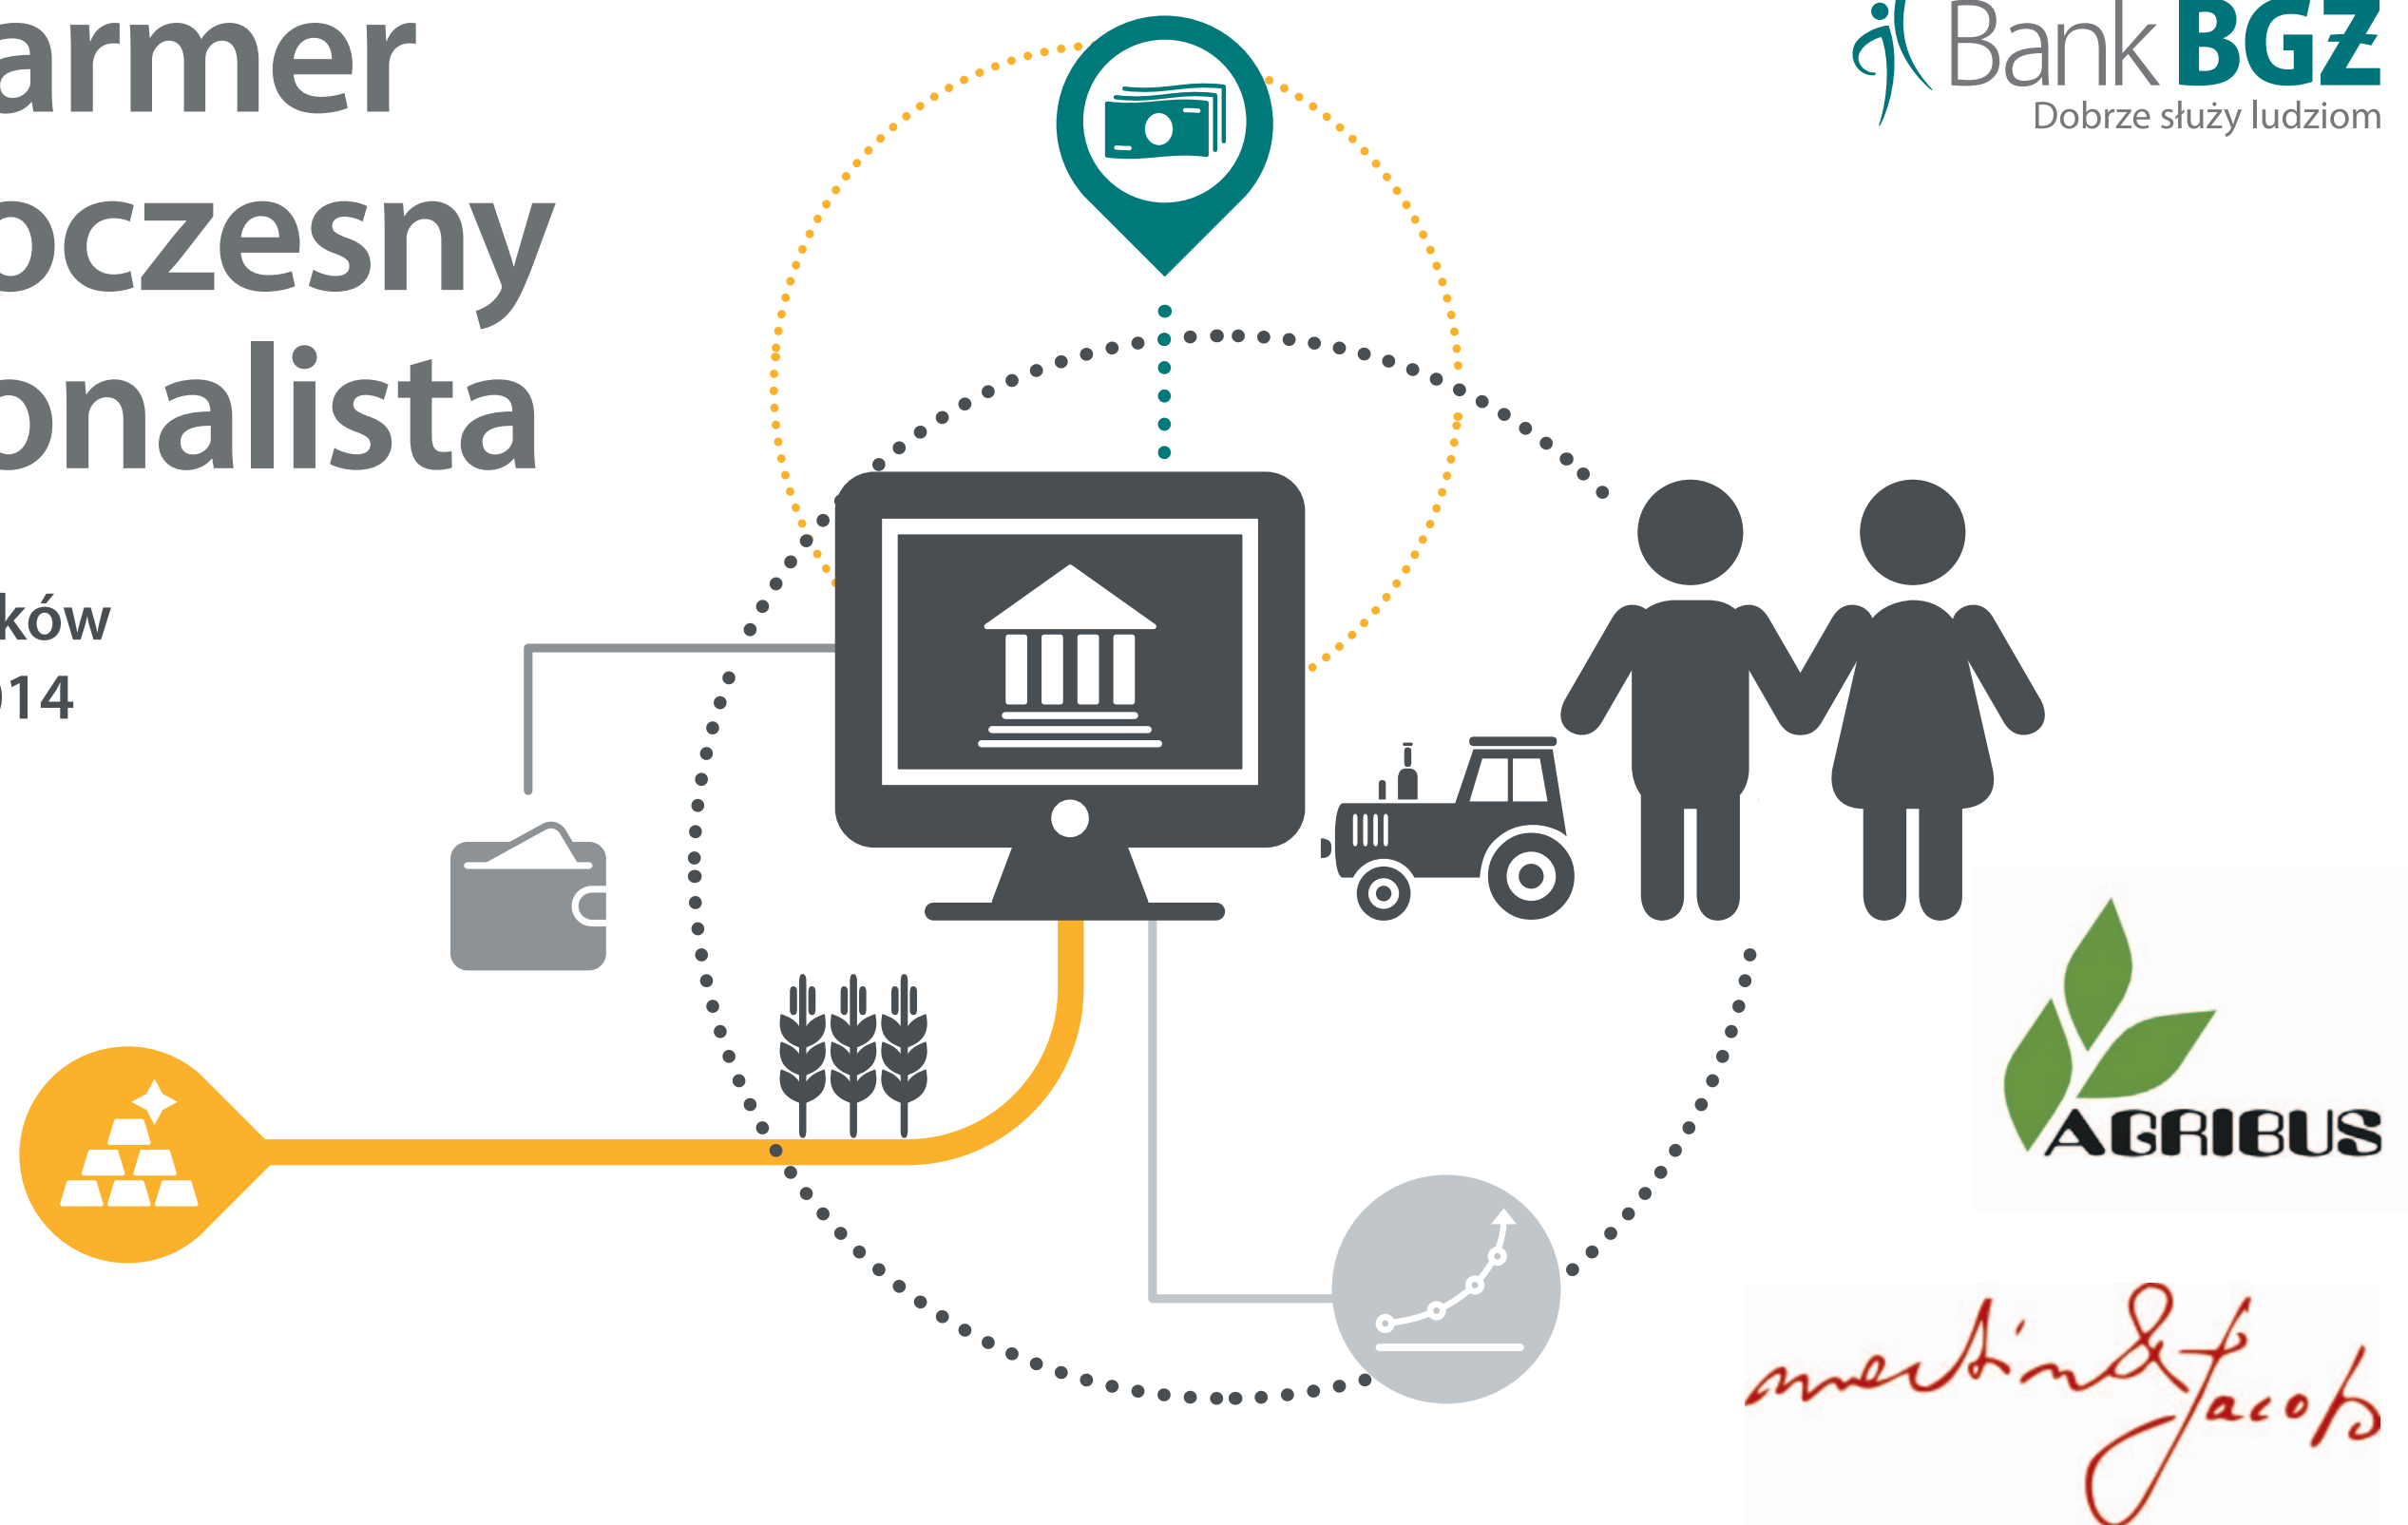 armer
oczesny
onalista
ków
014
Bank BGŻ
Dobrze służy ludziom
AGRIBUS
martin & Jacob